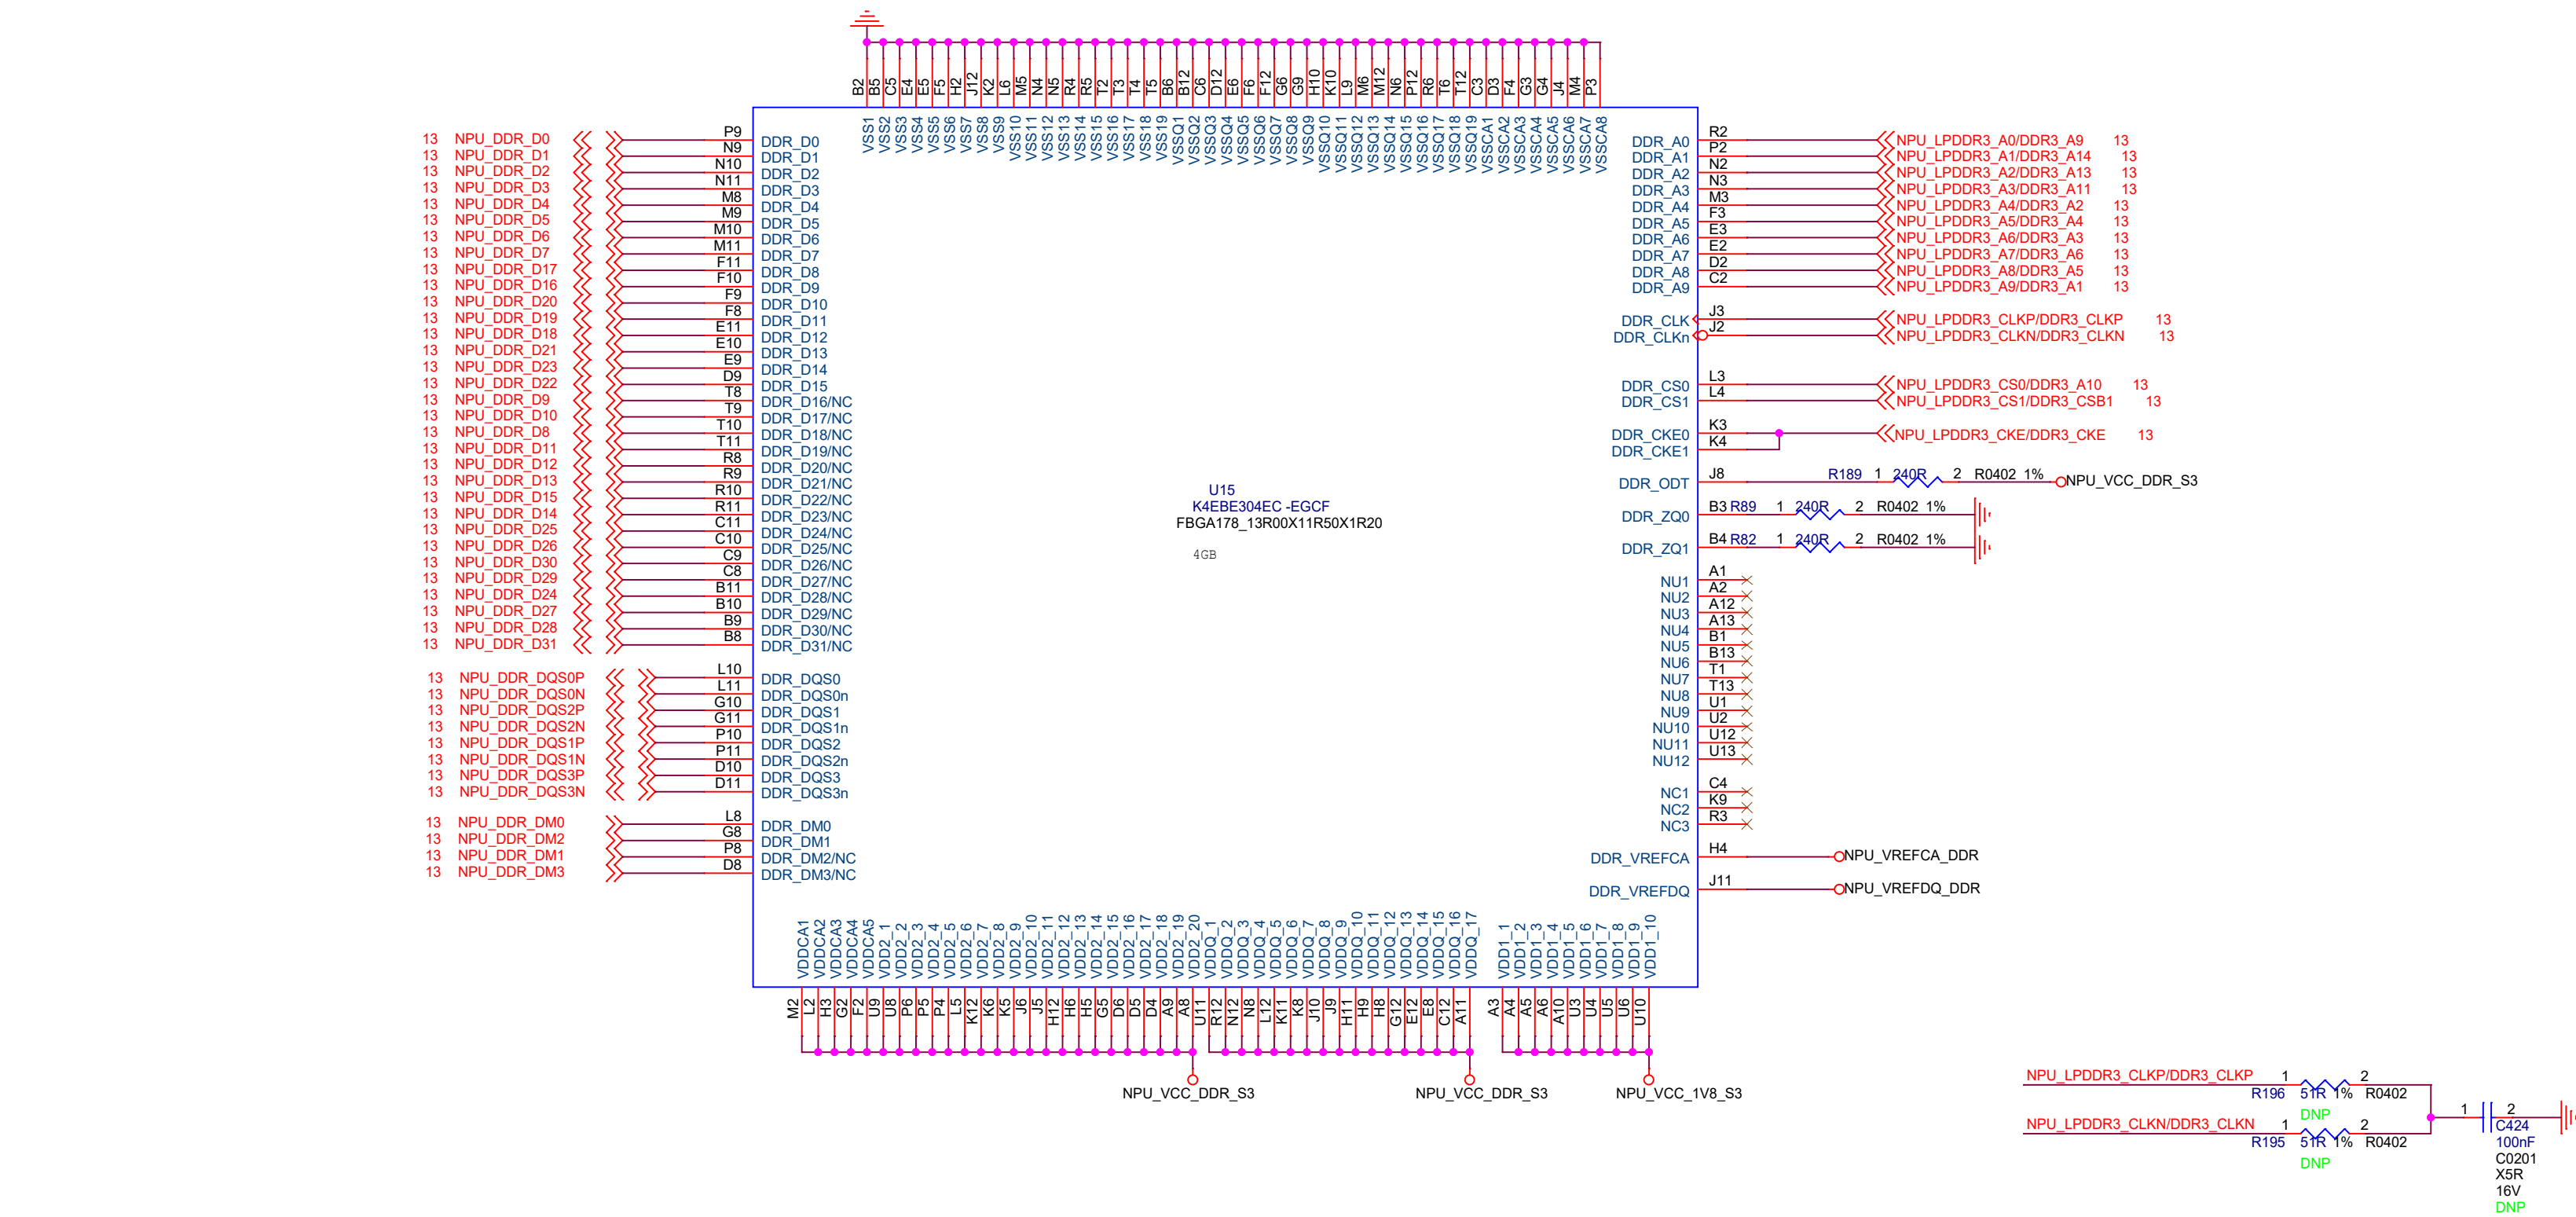 B2 B5 C5 E4 E5 F5 H2 J12 K2 L6 M5 N4 N5 R4 R5 T2 T3 T4 T5 B6 B12 C6 D12 E6 F6 F12 G6 G9 H10 K10 L9 M6 M12 N6 P12 R6 T6 T12 C3 D3 F4 G3 G4 J4 M4 P3
VSS1 VSS2 VSS3 VSS4 VSS5 VSS6 VSS7 VSS8 VSS9 VSS10 VSS11 VSS12 VSS13 VSS14 VSS15 VSS16 VSS17 VSS18 VSS19 VSSQ1 VSSQ2 VSSQ3 VSSQ4 VSSQ5 VSSQ6 VSSQ7 VSSQ8 VSSQ9 VSSQ10 VSSQ11 VSSQ12 VSSQ13 VSSQ14 VSSQ15 VSSQ16 VSSQ17 VSSQ18 VSSQ19 VSSCA1 VSSCA2 VSSCA3 VSSCA4 VSSCA5 VSSCA6 VSSCA7 VSSCA8
13 NPU_DDR_D0 P9 DDR_D0
13 NPU_DDR_D1 N9 DDR_D1
13 NPU_DDR_D2 N10 DDR_D2
13 NPU_DDR_D3 N11 DDR_D3
13 NPU_DDR_D4 M8 DDR_D4
13 NPU_DDR_D5 M9 DDR_D5
13 NPU_DDR_D6 M10 DDR_D6
13 NPU_DDR_D7 M11 DDR_D7
13 NPU_DDR_D17 F11 DDR_D8
13 NPU_DDR_D16 F10 DDR_D9
13 NPU_DDR_D20 F9 DDR_D10
13 NPU_DDR_D19 F8 DDR_D11
13 NPU_DDR_D18 E11 DDR_D12
13 NPU_DDR_D21 E10 DDR_D13
13 NPU_DDR_D23 E9 DDR_D14
13 NPU_DDR_D22 D9 DDR_D15
13 NPU_DDR_D9 T8 DDR_D16/NC
13 NPU_DDR_D10 T9 DDR_D17/NC
13 NPU_DDR_D8 T10 DDR_D18/NC
13 NPU_DDR_D11 T11 DDR_D19/NC
13 NPU_DDR_D12 R8 DDR_D20/NC
13 NPU_DDR_D13 R9 DDR_D21/NC
13 NPU_DDR_D15 R10 DDR_D22/NC
13 NPU_DDR_D14 R11 DDR_D23/NC
13 NPU_DDR_D25 C11 DDR_D24/NC
13 NPU_DDR_D26 C10 DDR_D25/NC
13 NPU_DDR_D30 C9 DDR_D26/NC
13 NPU_DDR_D29 C8 DDR_D27/NC
13 NPU_DDR_D24 B11 DDR_D28/NC
13 NPU_DDR_D27 B10 DDR_D29/NC
13 NPU_DDR_D28 B9 DDR_D30/NC
13 NPU_DDR_D31 B8 DDR_D31/NC
13 NPU_DDR_DQS0P L10 DDR_DQS0
13 NPU_DDR_DQS0N L11 DDR_DQS0n
13 NPU_DDR_DQS2P G10 DDR_DQS1
13 NPU_DDR_DQS2N G11 DDR_DQS1n
13 NPU_DDR_DQS1P P10 DDR_DQS2
13 NPU_DDR_DQS1N P11 DDR_DQS2n
13 NPU_DDR_DQS3P D10 DDR_DQS3
13 NPU_DDR_DQS3N D11 DDR_DQS3n
13 NPU_DDR_DM0 L8 DDR_DM0
13 NPU_DDR_DM2 G8 DDR_DM1
13 NPU_DDR_DM1 P8 DDR_DM2/NC
13 NPU_DDR_DM3 D8 DDR_DM3/NC
U15
K4EBE304EC -EGCF
FBGA178_13R00X11R50X1R20
4GB
DDR_A0 R2 NPU_LPDDR3_A0/DDR3_A9 13
DDR_A1 P2 NPU_LPDDR3_A1/DDR3_A14 13
DDR_A2 N2 NPU_LPDDR3_A2/DDR3_A13 13
DDR_A3 N3 NPU_LPDDR3_A3/DDR3_A11 13
DDR_A4 M3 NPU_LPDDR3_A4/DDR3_A2 13
DDR_A5 F3 NPU_LPDDR3_A5/DDR3_A4 13
DDR_A6 E3 NPU_LPDDR3_A6/DDR3_A3 13
DDR_A7 E2 NPU_LPDDR3_A7/DDR3_A6 13
DDR_A8 D2 NPU_LPDDR3_A8/DDR3_A5 13
DDR_A9 C2 NPU_LPDDR3_A9/DDR3_A1 13
DDR_CLK J3 NPU_LPDDR3_CLKP/DDR3_CLKP 13
DDR_CLKn J2 NPU_LPDDR3_CLKN/DDR3_CLKN 13
DDR_CS0 L3 NPU_LPDDR3_CS0/DDR3_A10 13
DDR_CS1 L4 NPU_LPDDR3_CS1/DDR3_CSB1 13
DDR_CKE0 K3 NPU_LPDDR3_CKE/DDR3_CKE 13
DDR_CKE1 K4
DDR_ODT J8 R189 1 240R 2 R0402 1% NPU_VCC_DDR_S3
DDR_ZQ0 B3 R89 1 240R 2 R0402 1%
DDR_ZQ1 B4 R82 1 240R 2 R0402 1%
NU1 A1
NU2 A2
NU3 A12
NU4 A13
NU5 B1
NU6 B13
NU7 T1
NU8 T13
NU9 U1
NU10 U2
NU11 U12
NU12 U13
NC1 C4
NC2 K9
NC3 R3
DDR_VREFCA H4 NPU_VREFCA_DDR
DDR_VREFDQ J11 NPU_VREFDQ_DDR
VDDCA1 VDDCA2 VDDCA3 VDDCA4 VDDCA5 VDD2_1 VDD2_2 VDD2_3 VDD2_4 VDD2_5 VDD2_6 VDD2_7 VDD2_8 VDD2_9 VDD2_10 VDD2_11 VDD2_12 VDD2_13 VDD2_14 VDD2_15 VDD2_16 VDD2_17 VDD2_18 VDD2_19 VDD2_20 VDDQ_1 VDDQ_2 VDDQ_3 VDDQ_4 VDDQ_5 VDDQ_6 VDDQ_7 VDDQ_8 VDDQ_9 VDDQ_10 VDDQ_11 VDDQ_12 VDDQ_13 VDDQ_14 VDDQ_15 VDDQ_16 VDDQ_17 VDD1_1 VDD1_2 VDD1_3 VDD1_4 VDD1_5 VDD1_6 VDD1_7 VDD1_8 VDD1_9 VDD1_10
M2 L2 H3 G2 F2 U9 U8 P6 P5 P4 L5 K12 K6 K5 J6 J5 H12 H6 H5 G5 D6 D5 D4 A9 A8 U11 R12 N12 N8 L12 K11 K8 J10 J9 H11 H9 H8 G12 E12 E8 C12 A11 A3 A4 A5 A6 A10 U3 U4 U5 U6 U10
NPU_VCC_DDR_S3 NPU_VCC_DDR_S3 NPU_VCC_1V8_S3
NPU_LPDDR3_CLKP/DDR3_CLKP 1 2
R196 51R 1% R0402
DNP
NPU_LPDDR3_CLKN/DDR3_CLKN 1 2
R195 51R 1% R0402
DNP
1 2
C424
100nF
C0201
X5R
16V
DNP